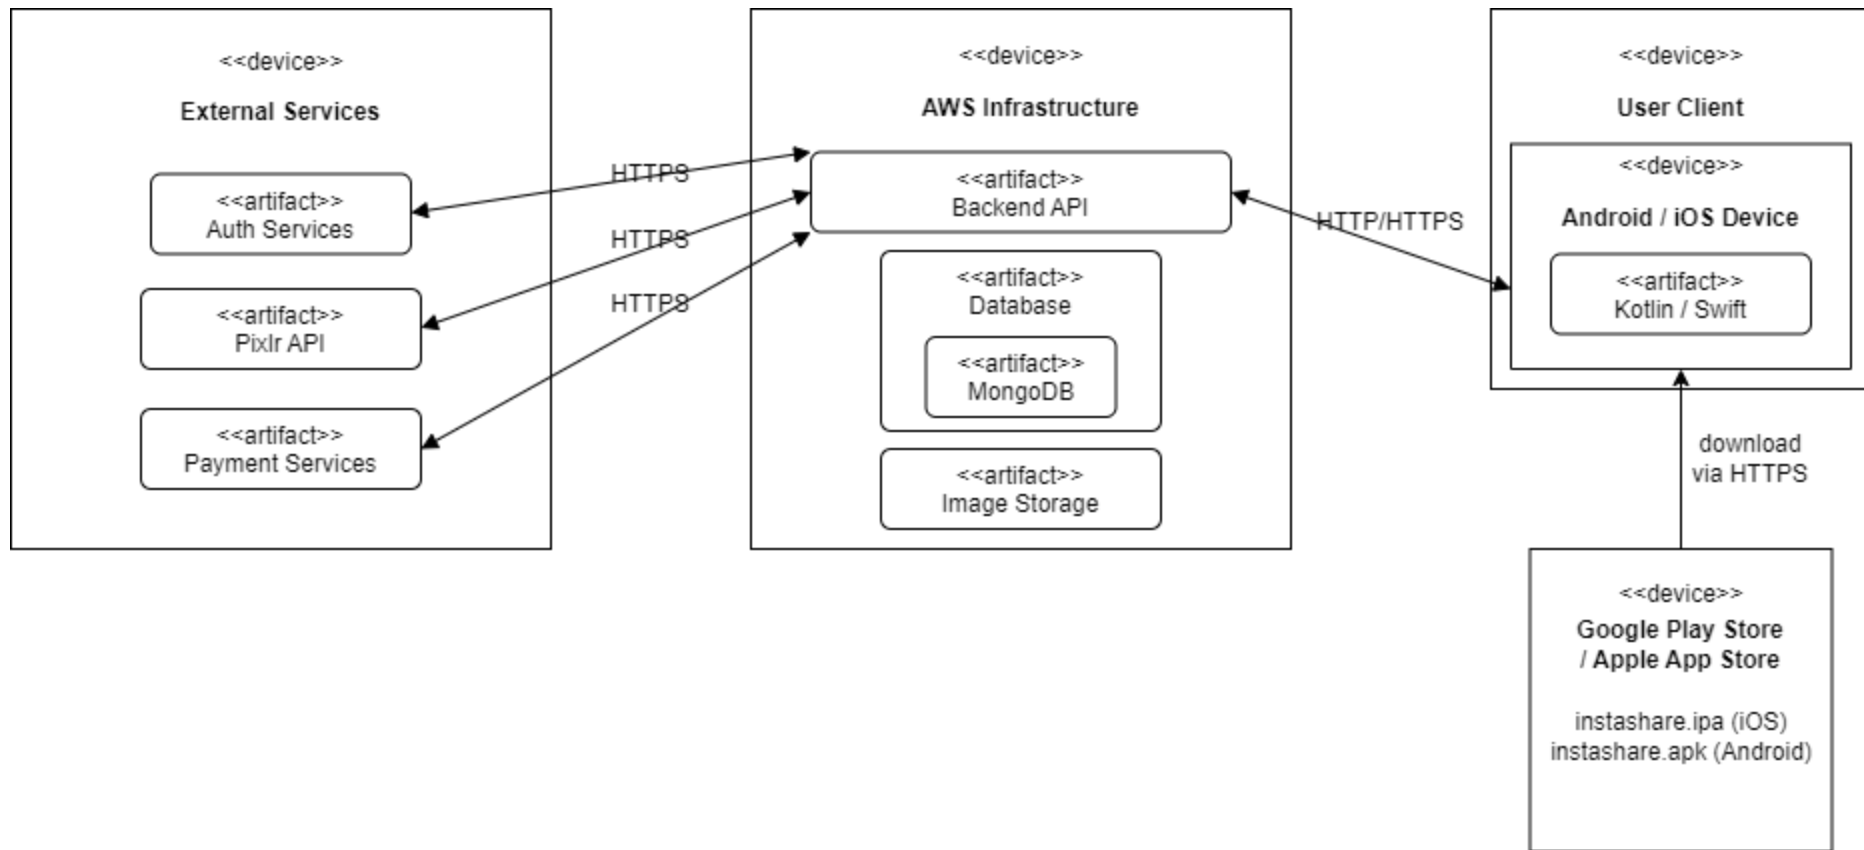 <<device>>
External Services
<<artifact>>
Auth Services
<<artifact>>
Pixlr API
<<artifact>>
Payment Services
HTTPS
HTTPS
HTTPS
<<device>>
AWS Infrastructure
<<artifact>>
Backend API
<<artifact>>
Database
<<artifact>>
MongoDB
<<artifact>>
Image Storage
HTTP/HTTPS
<<device>>
User Client
<<device>>
Android / iOS Device
<<artifact>>
Kotlin / Swift
download
via HTTPS
<<device>>
Google Play Store
/ Apple App Store
instashare.ipa (iOS)
instashare.apk (Android)